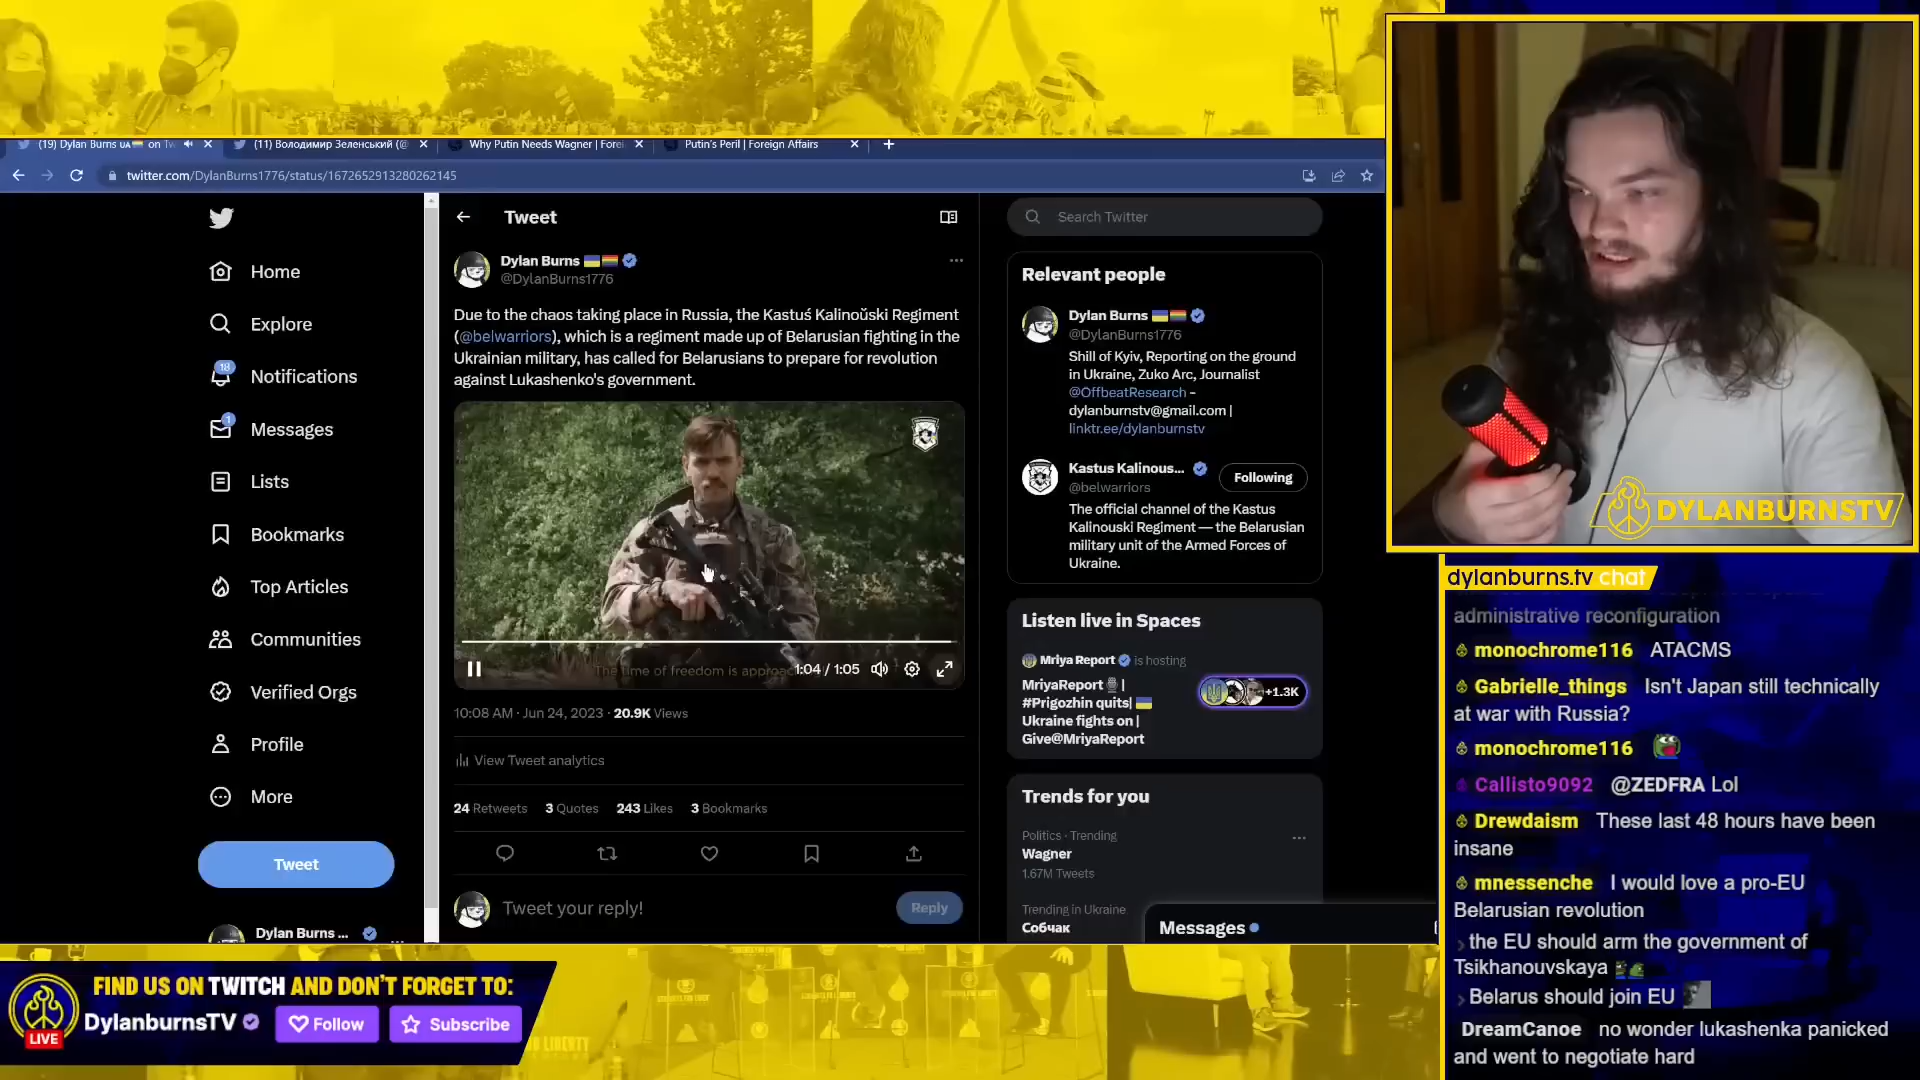 (19) Dylan Burns
(11) Володимир Зеленський (@
Why Putin Needs Wagner | Forei
Putin's Peril | Foreign Affairs
twitter.com/DylanBurns1776/status/1672652913280262145
Home
Explore
18
Notifications
1
Messages
Lists
Bookmarks
Top Articles
Communities
Verified Orgs
Profile
More
Tweet
Dylan Burns ...
Tweet
Dylan Burns
@DylanBurns1776
Due to the chaos taking place in Russia, the Kastuś Kalinoŭski Regiment
(@belwarriors), which is a regiment made up of Belarusian fighting in the
Ukrainian military, has called for Belarusians to prepare for revolution
against Lukashenko's government.
The time of freedom is approac
1:04 / 1:05
10:08 AM · Jun 24, 2023 · 20.9K Views
View Tweet analytics
24 Retweets 3 Quotes 243 Likes 3 Bookmarks
Tweet your reply!
Reply
Search Twitter
Relevant people
Dylan Burns
@DylanBurns1776
Shill of Kyiv, Reporting on the ground
in Ukraine, Zuko Arc, Journalist
@OffbeatResearch -
dylanburnstv@gmail.com |
linktr.ee/dylanburnstv
Kastus Kalinous...
@belwarriors
Following
The official channel of the Kastus
Kalinouski Regiment — the Belarusian
military unit of the Armed Forces of
Ukraine.
Listen live in Spaces
Mriya Report is hosting
MriyaReport |
#Prigozhin quits|
Ukraine fights on |
Give@MriyaReport
+1.3K
Trends for you
Politics · Trending
Wagner
1.67M Tweets
Trending in Ukraine
Собчак
Messages
DYLANBURNSTV
dylanburns.tv chat
administrative reconfiguration
monochrome116 ATACMS
Gabrielle_things Isn't Japan still technically
at war with Russia?
monochrome116
Callisto9092 @ZEDFRA Lol
Drewdaism These last 48 hours have been
insane
mnessenche I would love a pro-EU
Belarusian revolution
the EU should arm the government of
Tsikhanouvskaya
Belarus should join EU
DreamCanoe no wonder lukashenka panicked
and went to negotiate hard
FIND US ON TWITCH AND DON'T FORGET TO:
DylanburnsTV
Follow
Subscribe
LIVE